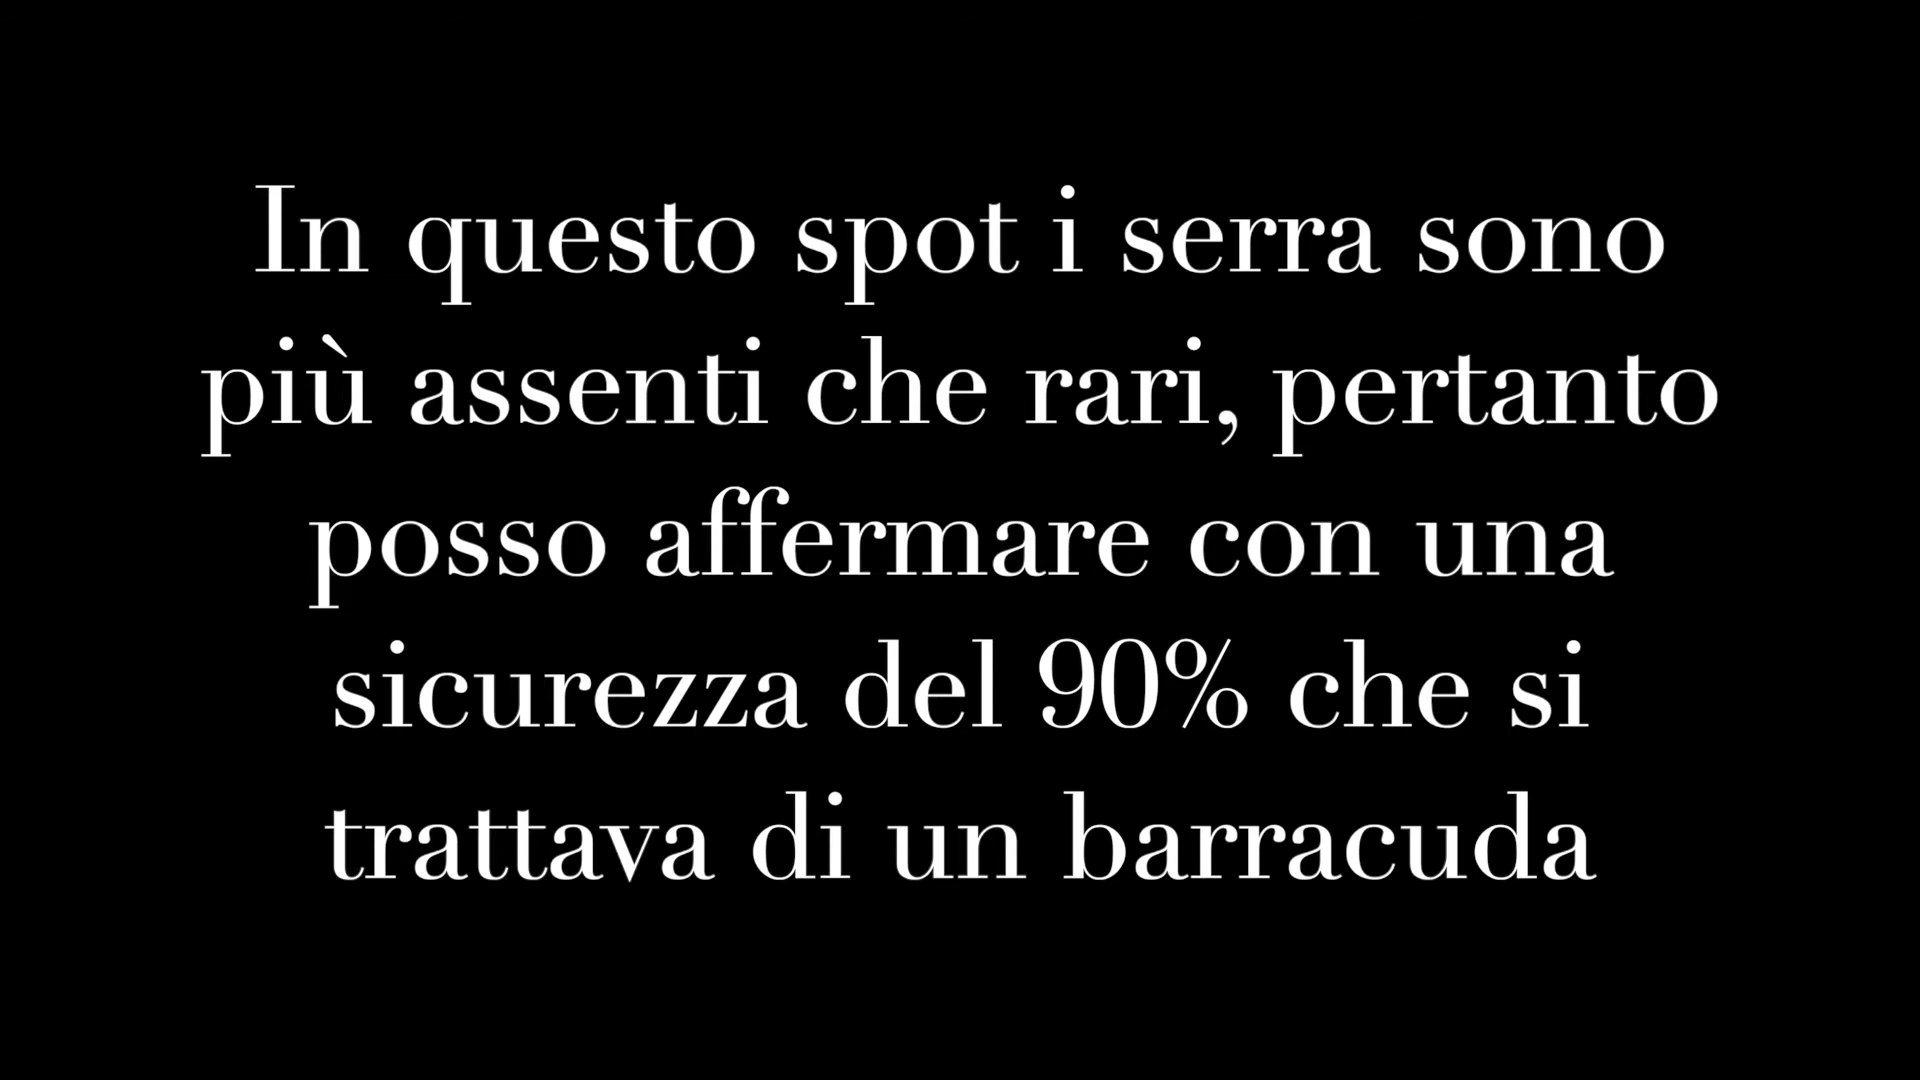 In questo spot i serra sono
più assenti che rari, pertanto
posso affermare con una
sicurezza del 90% che si
trattava di un barracuda